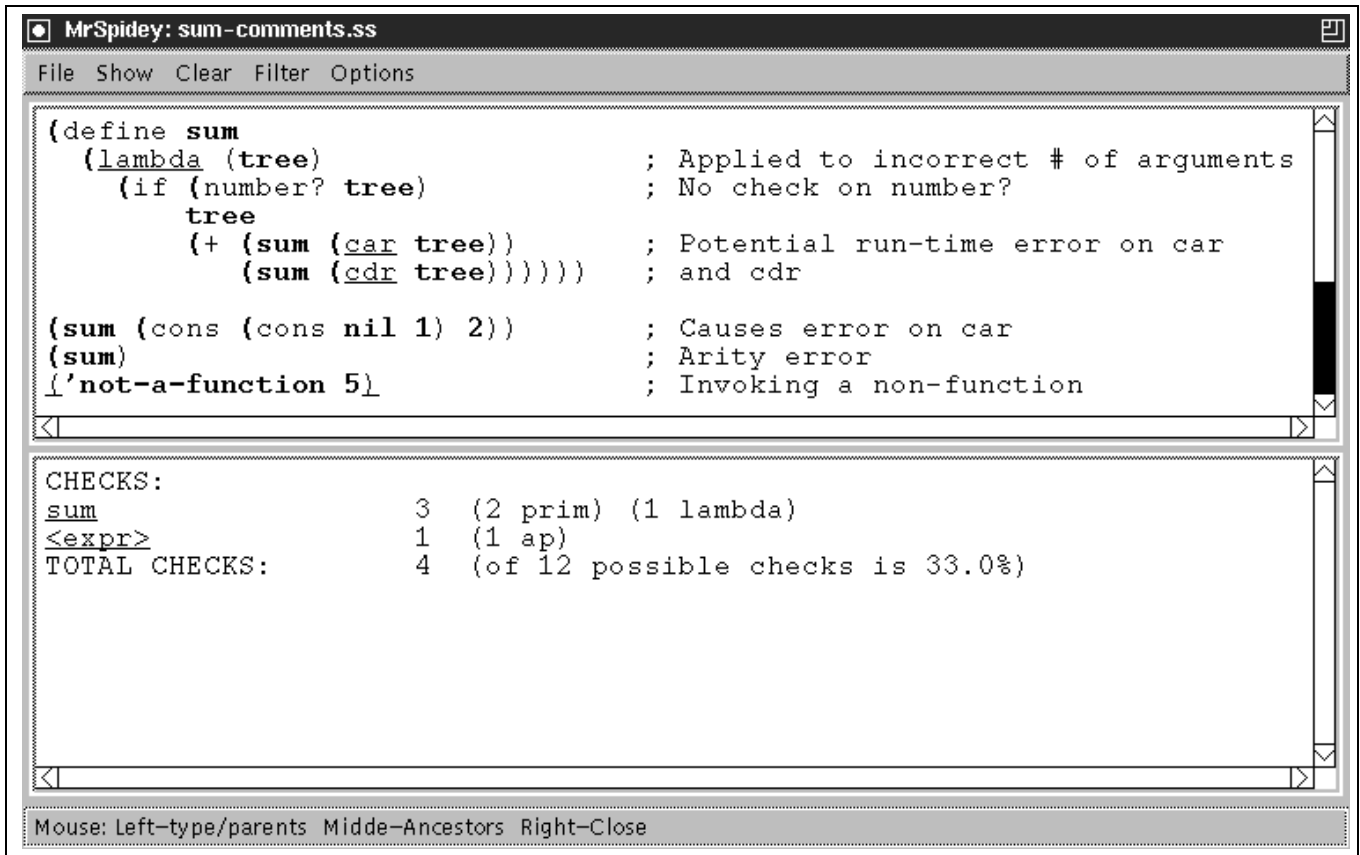 MrSpidey: sum-comments.ss
File Show Clear Filter Options
(define sum
  (lambda (tree)                  ; Applied to incorrect # of arguments
    (if (number? tree)            ; No check on number?
        tree
        (+ (sum (car tree))       ; Potential run-time error on car
           (sum (cdr tree))))))   ; and cdr
(sum (cons (cons nil 1) 2))       ; Causes error on car
(sum)                             ; Arity error
('not-a-function 5)               ; Invoking a non-function
CHECKS:
sum                  3  (2 prim) (1 lambda)
<expr>               1  (1 ap)
TOTAL CHECKS:        4  (of 12 possible checks is 33.0%)
Mouse: Left-type/parents Midde-Ancestors Right-Close